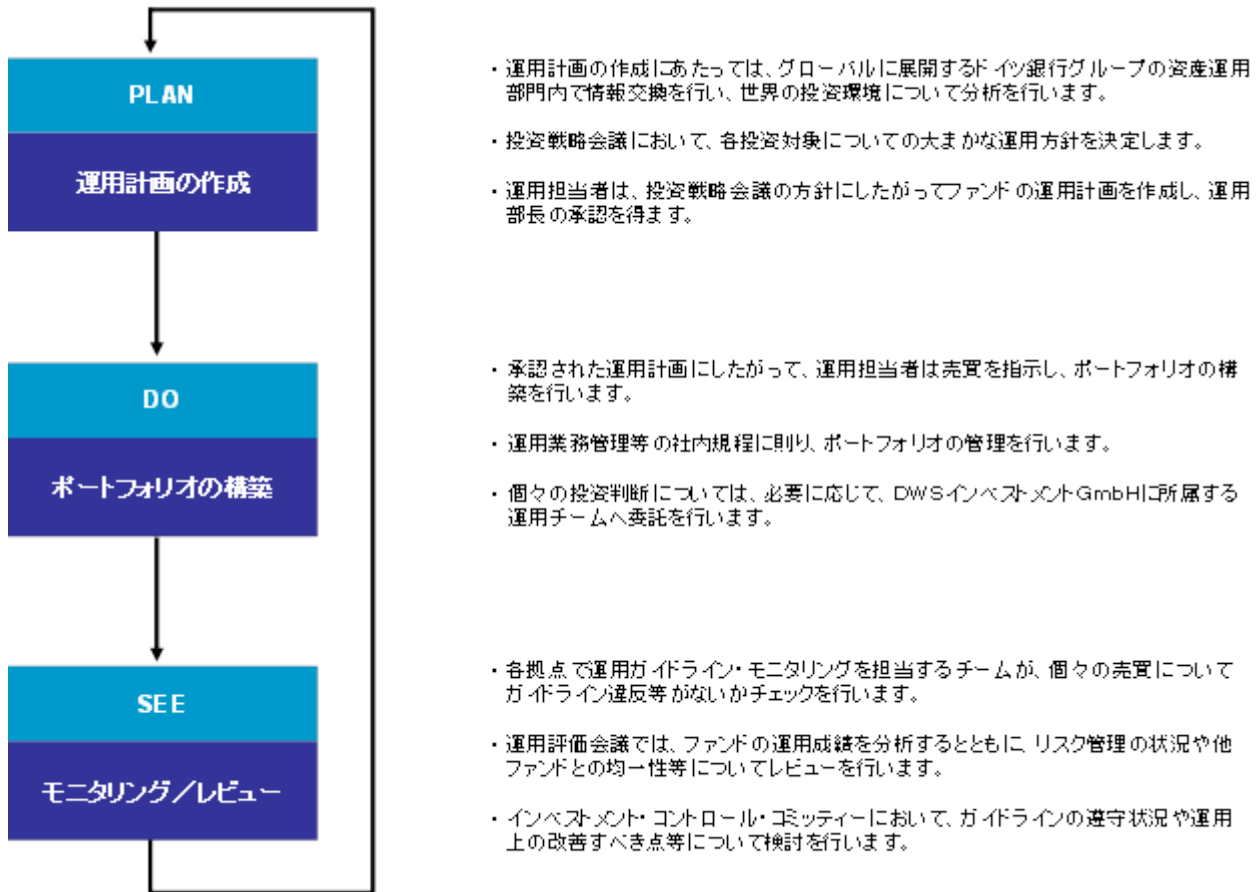 PLAN
運用計画の作成
・運用計画の作成にあたっては、グローバルに展開するドイツ銀行グループの資産運用
部門内で情報交換を行い、世界の投資環境について分析を行います。
・投資戦略会議において、各投資対象についての大まかな運用方針を決定します。
・運用担当者は、投資戦略会議の方針にしたがってファンドの運用計画を作成し、運用
部長の承認を得ます。
DO
ポートフォリオの構築
・承認された運用計画にしたがって、運用担当者は売買を指示し、ポートフォリオの構
築を行います。
・運用業務管理等の社内規程に則り、ポートフォリオの管理を行います。
・個々の投資判断については、必要に応じて、DWSインベストメントGmbHに所属する
運用チームへ委託を行います。
SEE
モニタリング/レビュー
・各拠点で運用ガイドライン・モニタリングを担当するチームが、個々の売買について
ガイドライン違反等がないかチェックを行います。
・運用評価会議では、ファンドの運用成績を分析するとともに、リスク管理の状況や他
ファンドとの均一性等についてレビューを行います。
・インベストメント・コントロール・コミッティーにおいて、ガイドラインの遵守状況や運用
上の改善すべき点等について検討を行います。